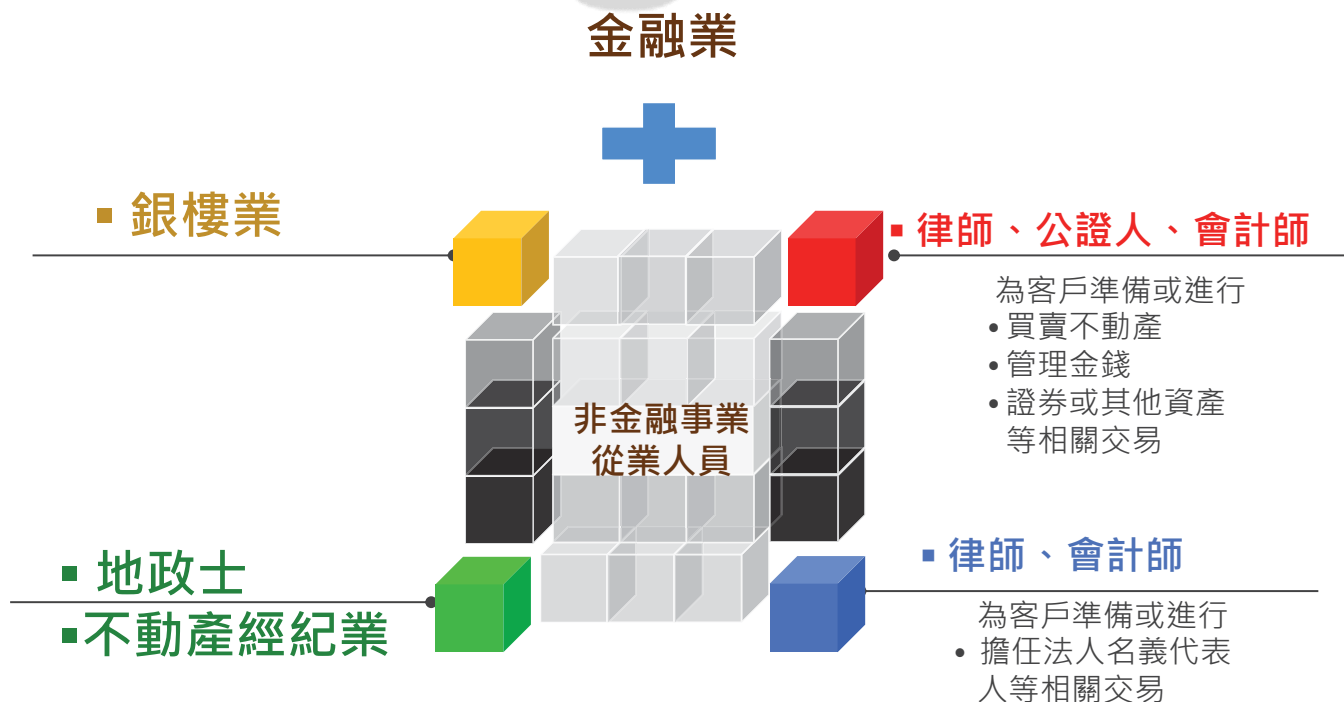 金融業
▪ 銀樓業
▪ 律師、公證人、會計師
為客戶準備或進行
• 買賣不動產
• 管理金錢
• 證券或其他資產
等相關交易
非金融事業
從業人員
▪ 地政士
▪ 不動產經紀業
▪ 律師、會計師
為客戶準備或進行
• 擔任法人名義代表
人等相關交易